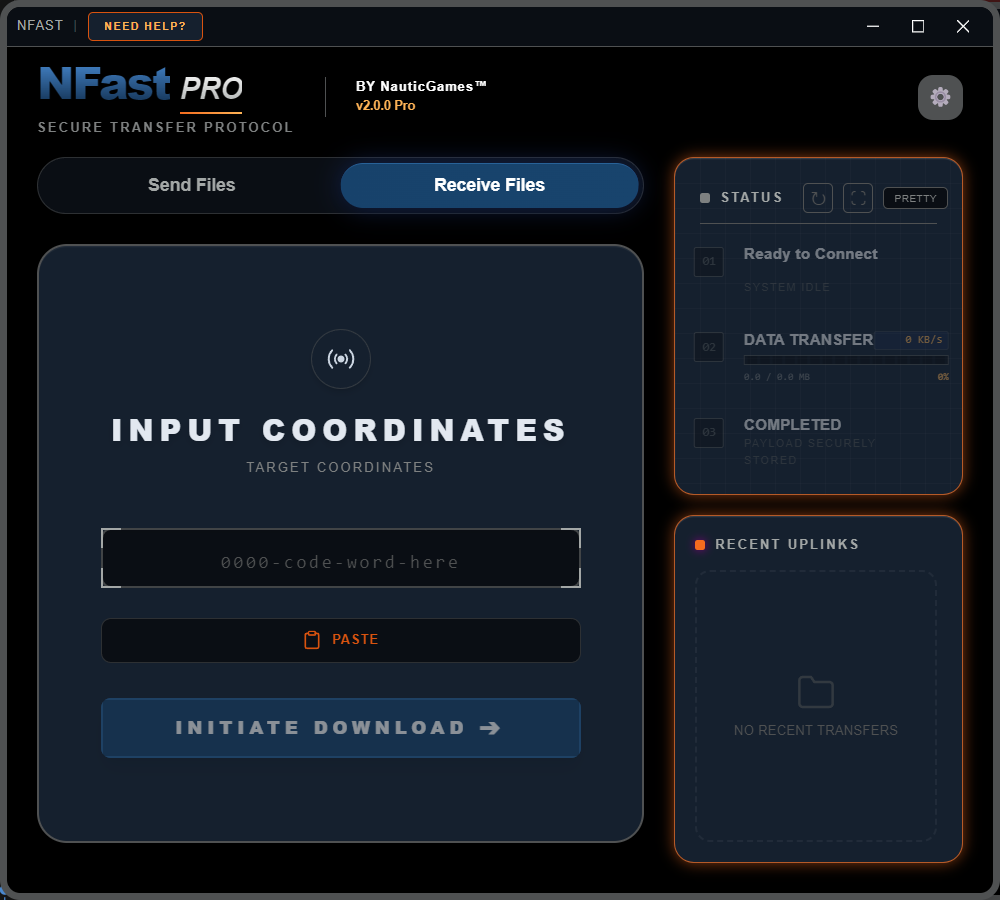 NFAST | NEED HELP?
NFast PRO
SECURE TRANSFER PROTOCOL
BY NauticGames™
v2.0.0 Pro
Send Files
Receive Files
INPUT COORDINATES
TARGET COORDINATES
0000-code-word-here
PASTE
INITIATE DOWNLOAD ➔
STATUS
PRETTY
01
Ready to Connect
SYSTEM IDLE
02
DATA TRANSFER
0 KB/s
0.0 / 0.0 MB
0%
03
COMPLETED
PAYLOAD SECURELY
STORED
RECENT UPLINKS
NO RECENT TRANSFERS